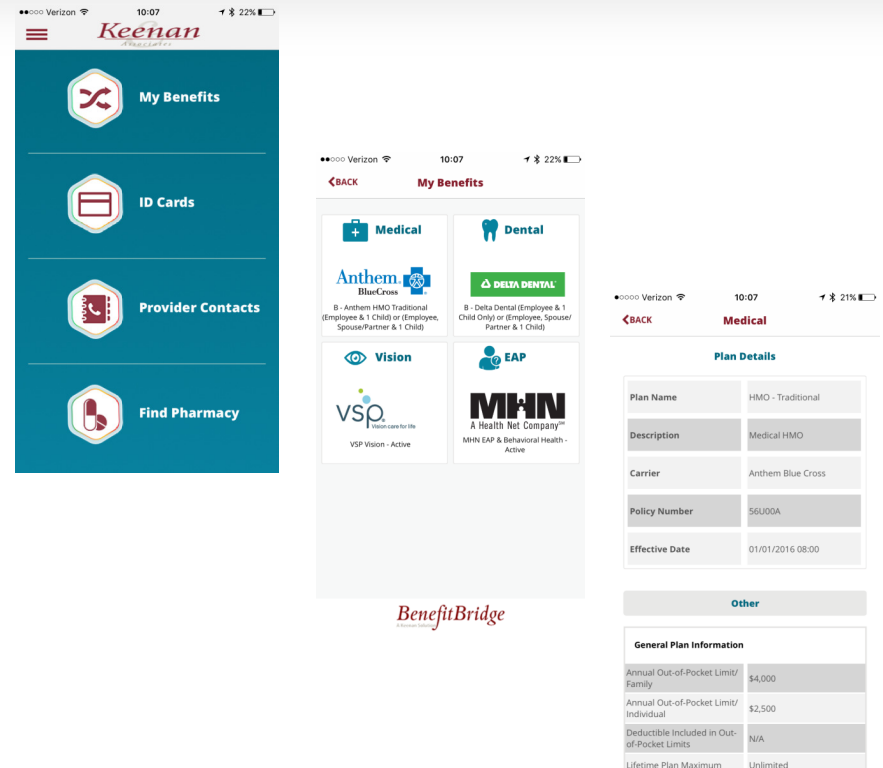 Verizon 10:07 22%
Keenan
Associates
My Benefits
ID Cards
Provider Contacts
Find Pharmacy
Verizon 10:07 22%
BACK My Benefits
Medical
Anthem.
BlueCross
B - Anthem HMO Traditional
(Employee & 1 Child) or (Employee,
Spouse/Partner & 1 Child)
Dental
DELTA DENTAL
B - Delta Dental (Employee & 1
Child Only) or (Employee, Spouse/
Partner & 1 Child)
Vision
vsp.
Vision care for life
VSP Vision - Active
EAP
MHN
A Health Net Company℠
MHN EAP & Behavioral Health -
Active
BenefitBridge
A Keenan Solution
Verizon 10:07 21%
BACK Medical
Plan Details
Plan Name HMO - Traditional
Description Medical HMO
Carrier Anthem Blue Cross
Policy Number 56U00A
Effective Date 01/01/2016 08:00
Other
General Plan Information
Annual Out-of-Pocket Limit/
Family $4,000
Annual Out-of-Pocket Limit/
Individual $2,500
Deductible Included in Out-
of-Pocket Limits N/A
Lifetime Plan Maximum Unlimited